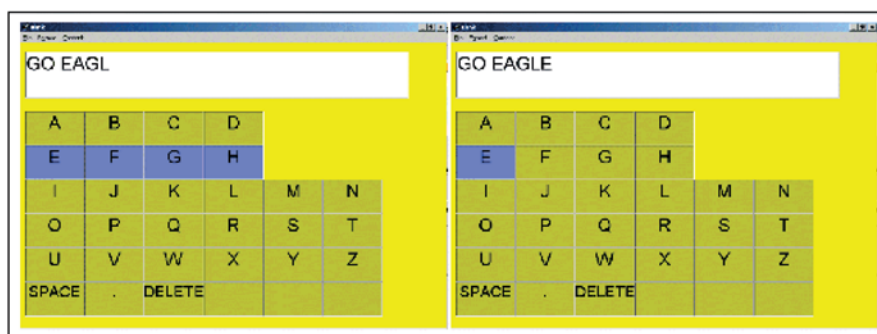 GO EAGL
A B C D
E F G H
I J K L M N
O P Q R S T
U V W X Y Z
SPACE . DELETE
GO EAGLE
A B C D
E F G H
I J K L M N
O P Q R S T
U V W X Y Z
SPACE . DELETE